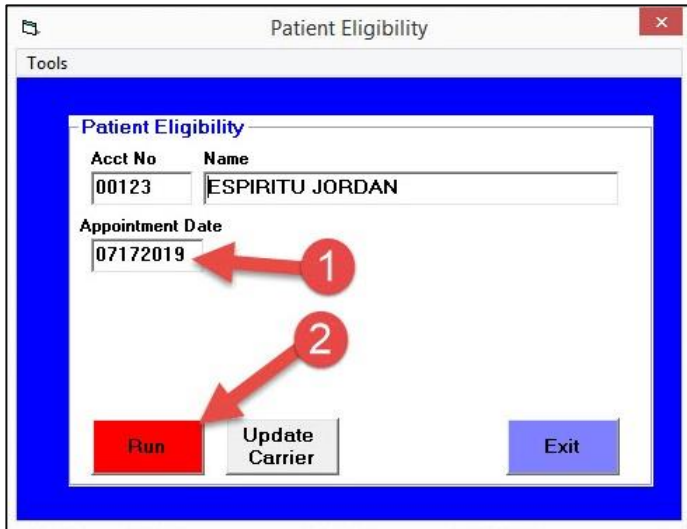 Patient Eligibility
Tools
Patient Eligibility
Acct No Name
00123 ESPIRITU JORDAN
Appointment Date
07172019
1
2
Run Update Carrier Exit